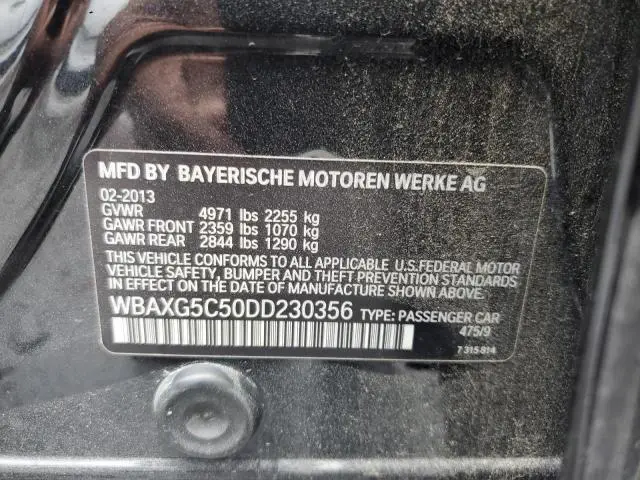 MFD BY BAYERISCHE MOTOREN WERKE AG
02-2013
GVWR 4971 lbs 2255 kg
GAWR FRONT 2359 lbs 1070 kg
GAWR REAR 2844 lbs 1290 kg
THIS VEHICLE CONFORMS TO ALL APPLICABLE U.S. FEDERAL MOTOR
VEHICLE SAFETY, BUMPER AND THEFT PREVENTION STANDARDS
IN EFFECT ON THE DATE OF MANUFACTURE SHOWN ABOVE.
WBAXG5C50DD230356 TYPE: PASSENGER CAR
475/9
7 315 814